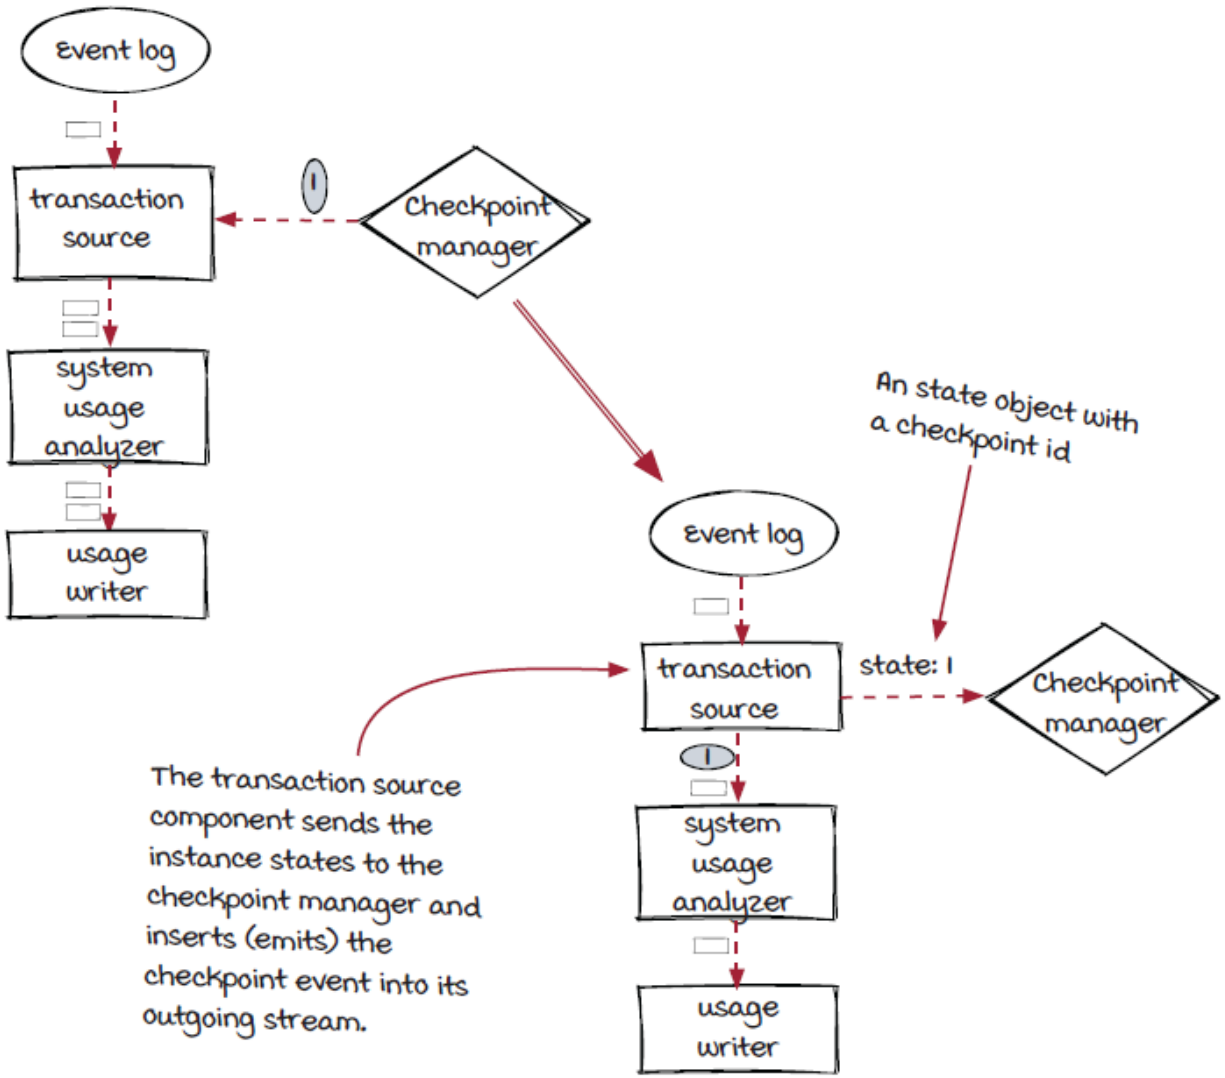 Event log
transaction
source
1
Checkpoint
manager
system
usage
analyzer
usage
writer
An state object with
a checkpoint id
Event log
transaction
source
state: 1
Checkpoint
manager
1
system
usage
analyzer
usage
writer
The transaction source
component sends the
instance states to the
checkpoint manager and
inserts (emits) the
checkpoint event into its
outgoing stream.